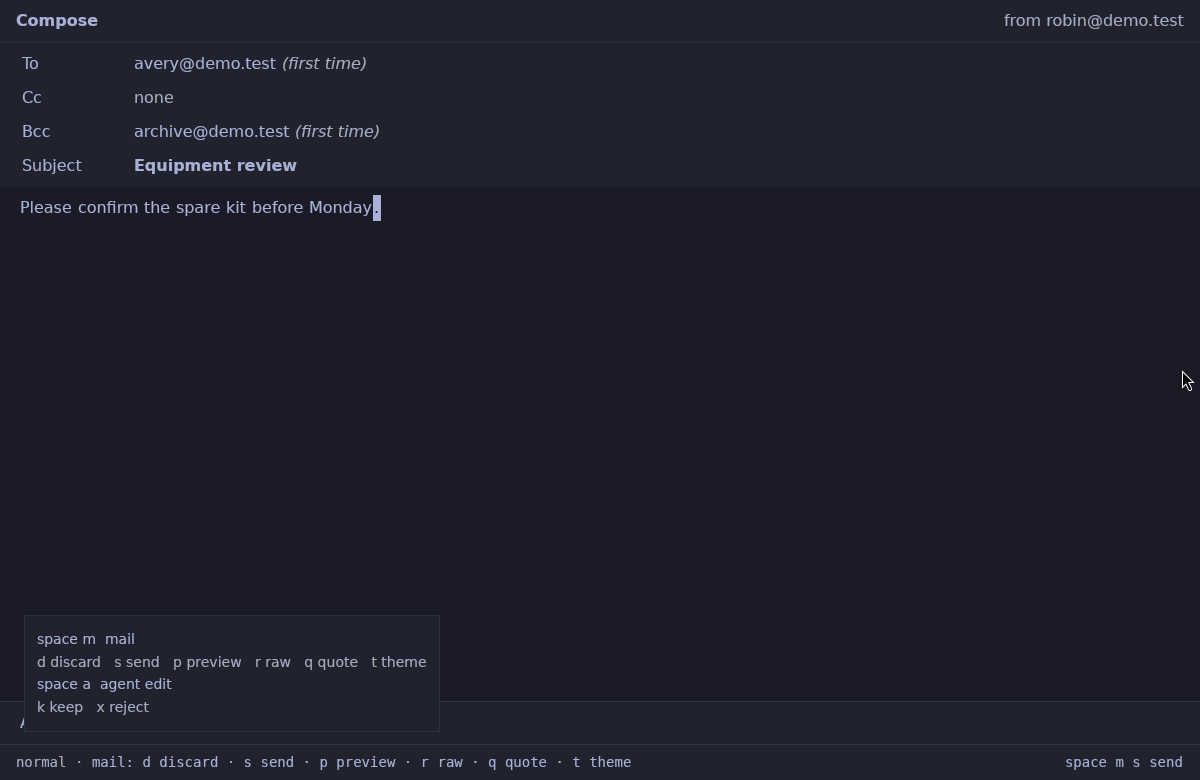 Compose from robin@demo.test
To avery@demo.test (first time)
Cc none
Bcc archive@demo.test (first time)
Subject Equipment review
Please confirm the spare kit before Monday.
space m mail
d discard s send p preview r raw q quote t theme
space a agent edit
k keep x reject
normal · mail: d discard · s send · p preview · r raw · q quote · t theme space m s send